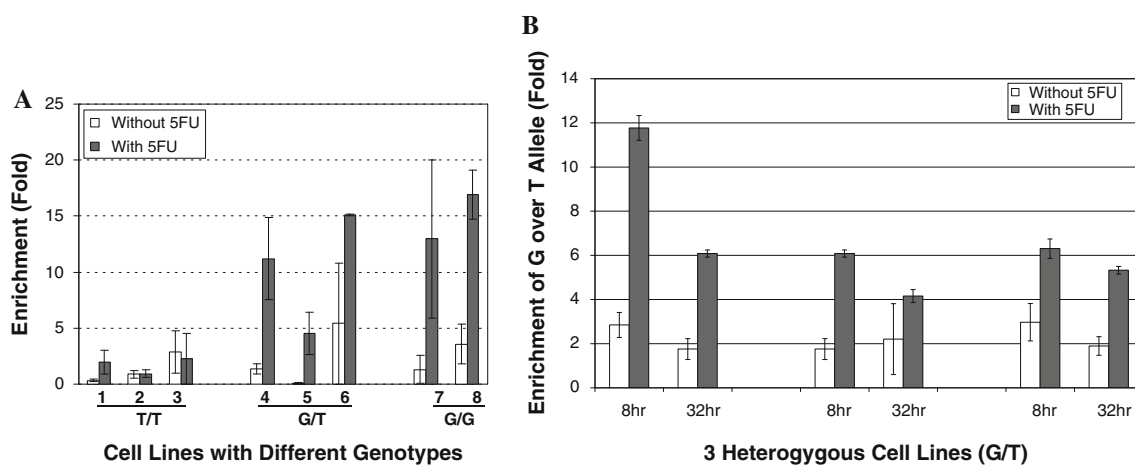 A
Enrichment (Fold)
25
20
15
10
5
0
Without 5FU
With 5FU
1 2 3 4 5 6 7 8
T/T G/T G/G
Cell Lines with Different Genotypes
B
Enrichment of G over T Allele (Fold)
14
12
10
8
6
4
2
0
Without 5FU
With 5FU
8hr 32hr 8hr 32hr 8hr 32hr
3 Heterogygous Cell Lines (G/T)